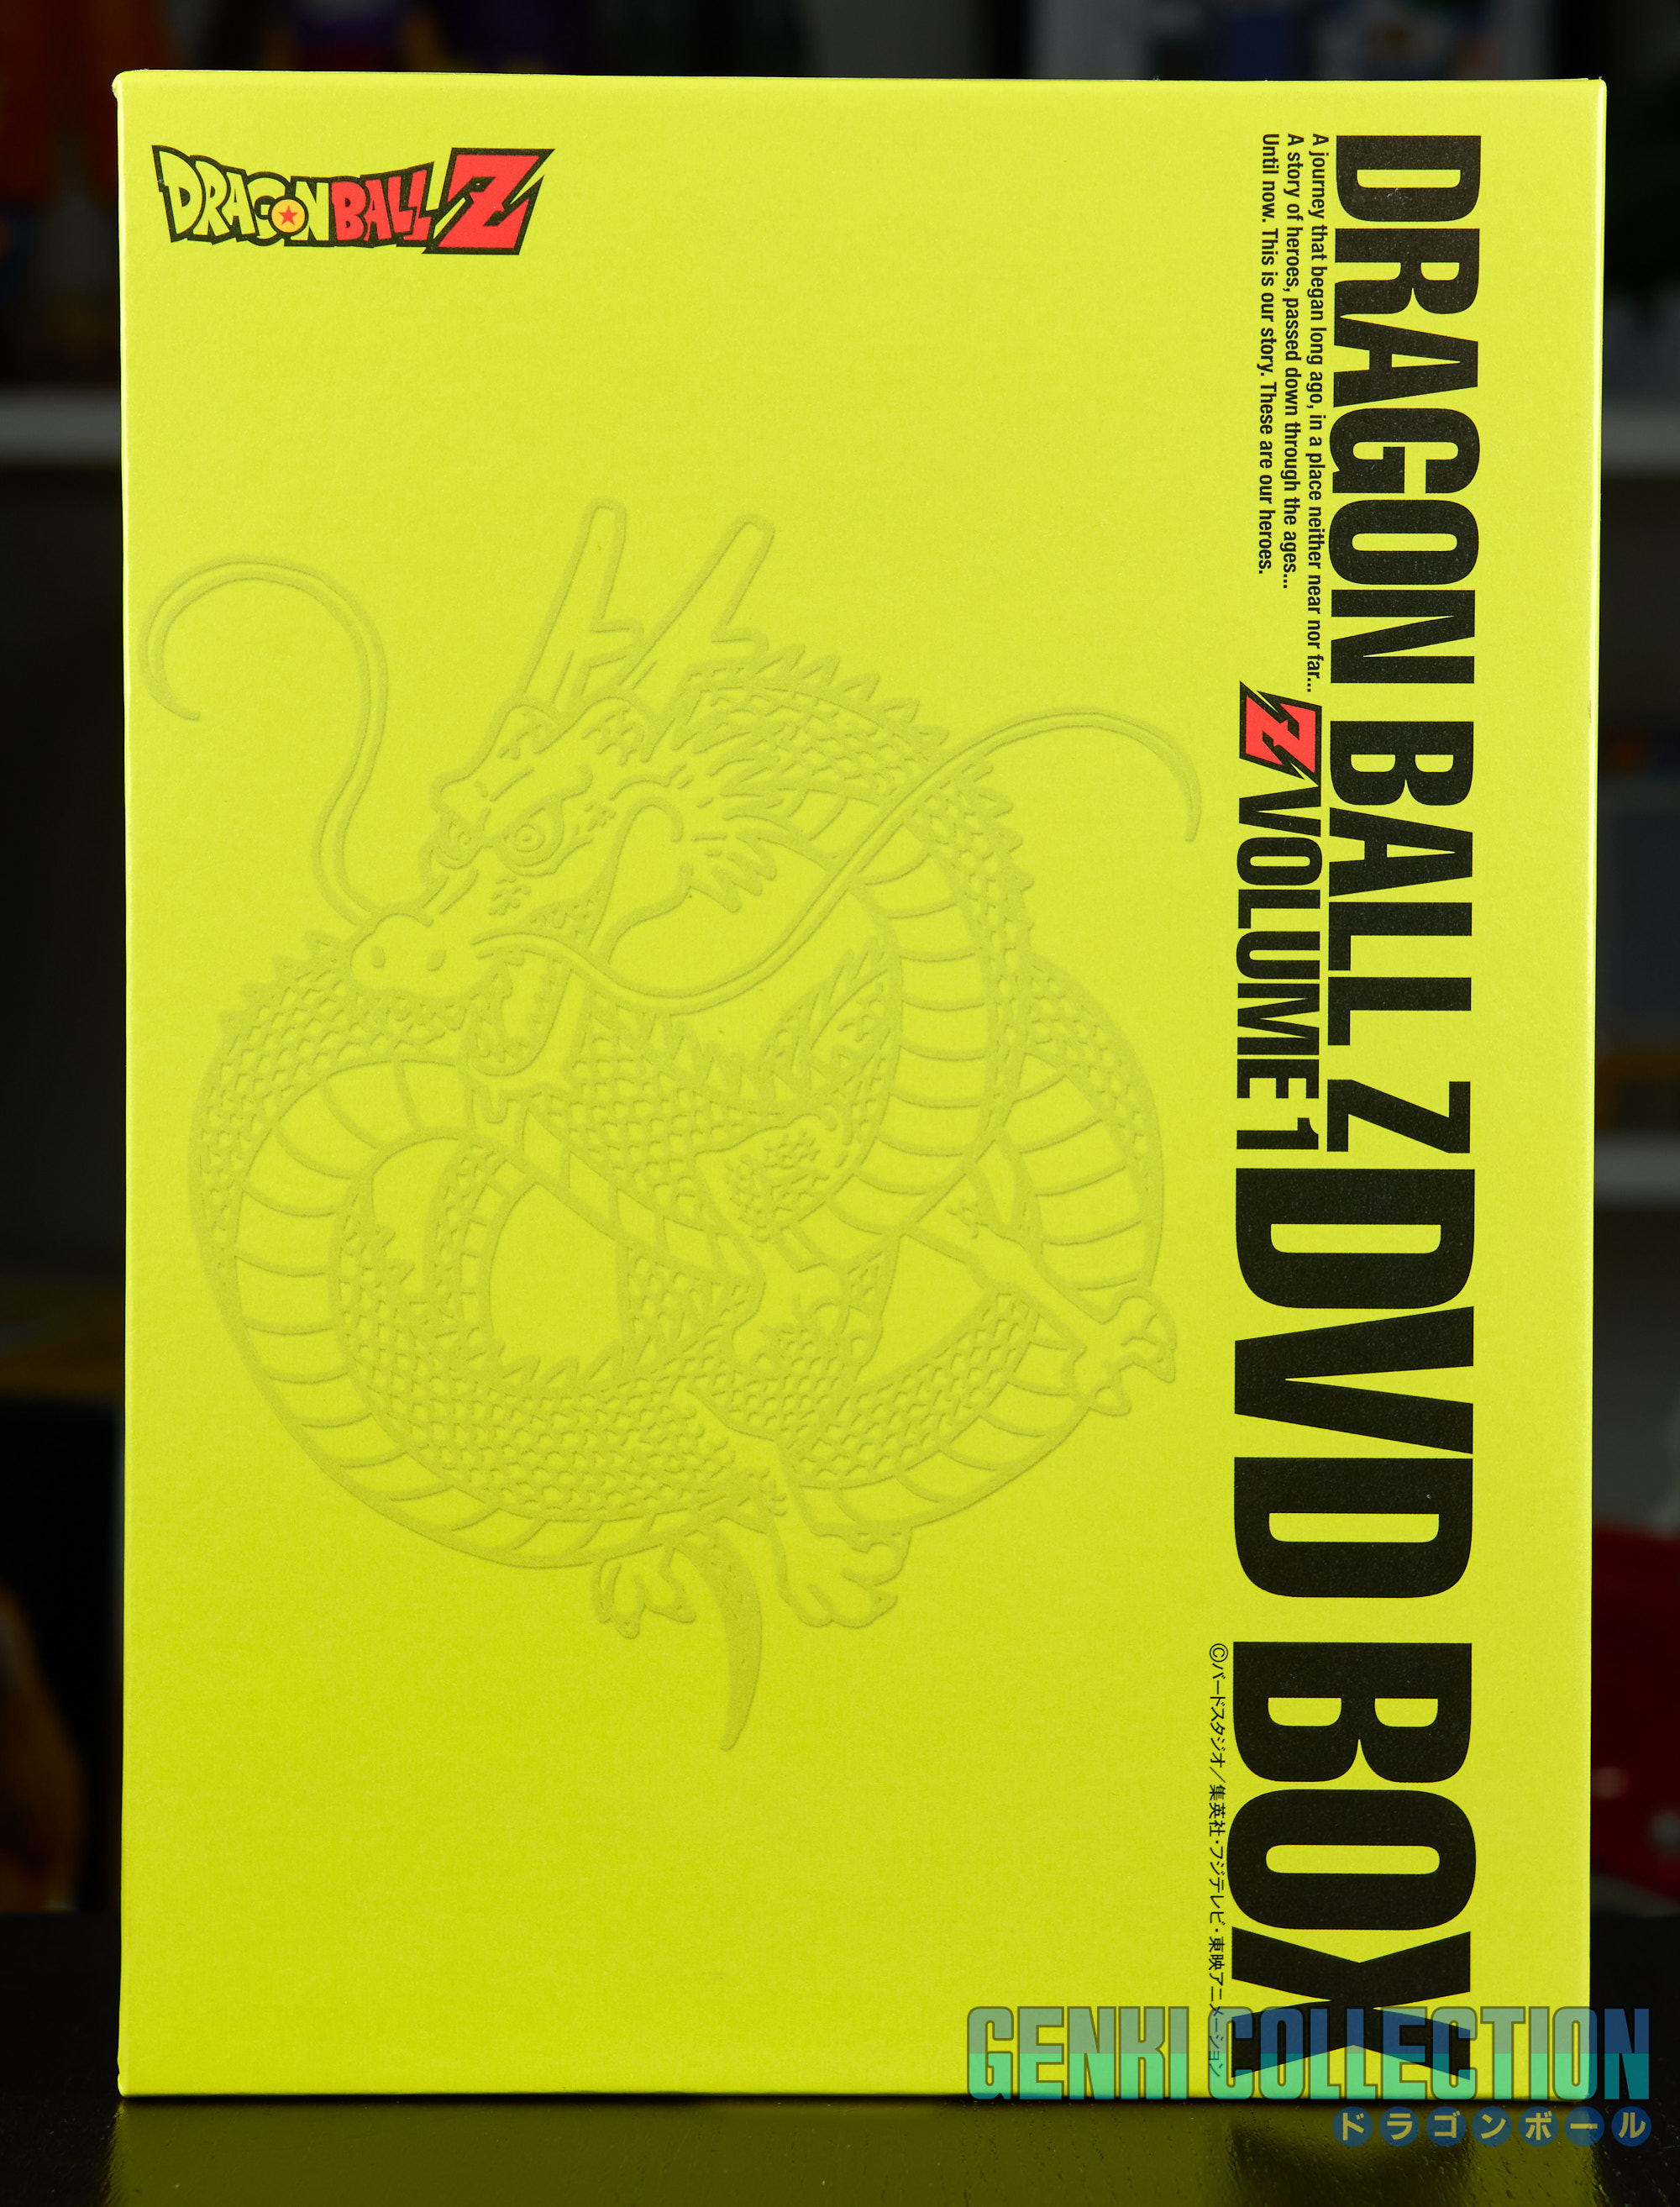 DRAGON BALL Z
DRAGON BALL Z DVD BOX
A journey that began long ago, in a place neither near nor far...
A story of heroes, passed down through the ages...
Until now. This is our story. These are our heroes.
Z VOLUME 1
©バードスタジオ／集英社・フジテレビ・東映アニメーション
GENKI COLLECTION
ドラゴンボール